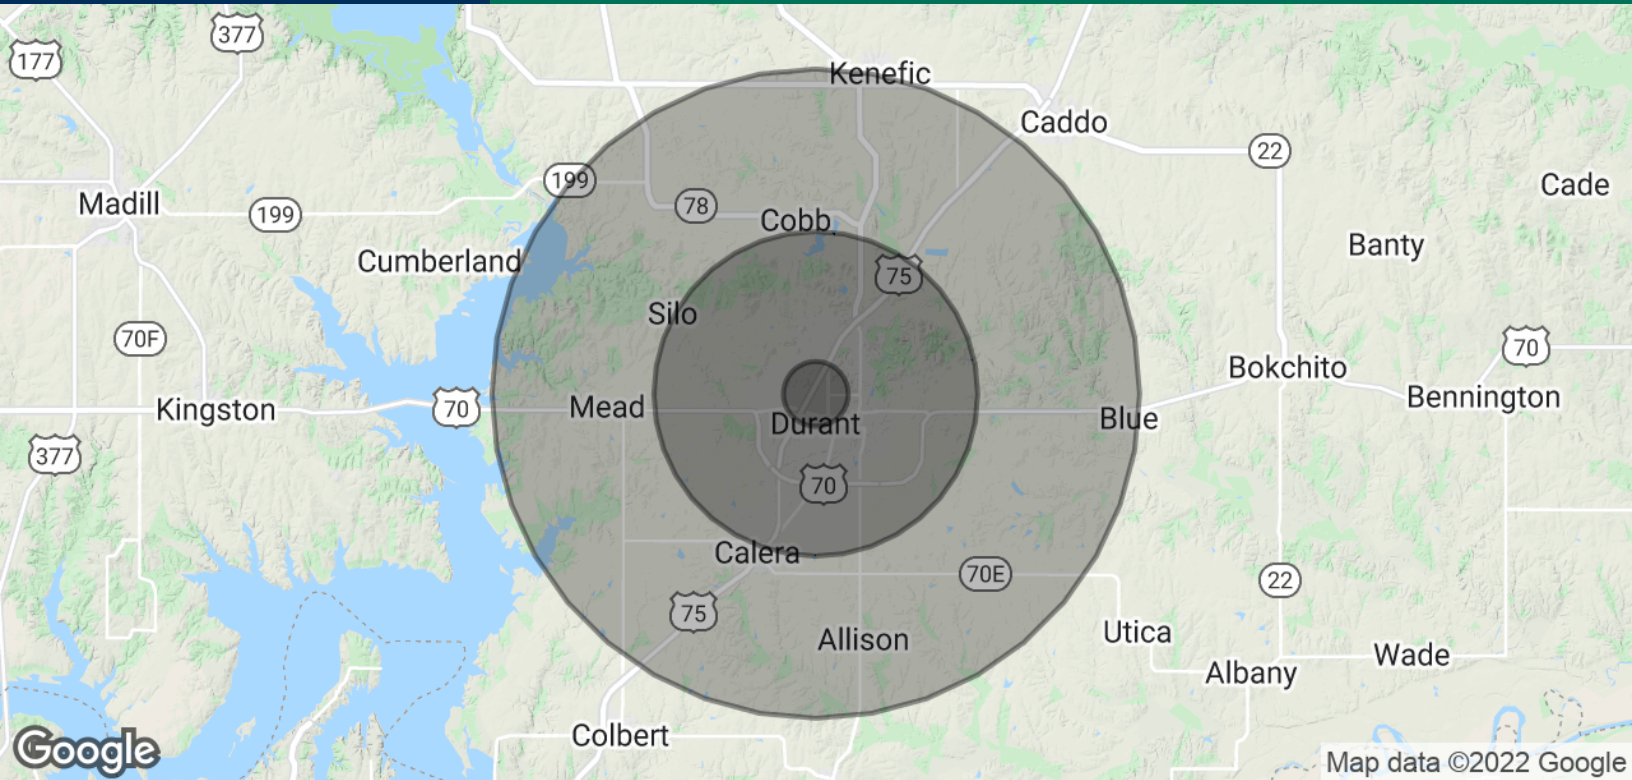 377
177
Kenefic
Caddo
22
199
Cade
Madill
78
199
Cobb
Banty
Cumberland
75
Silo
70F
70
Bokchito
Bennington
Kingston
70
Mead
Blue
Durant
377
70
Calera
70E
22
75
Utica
Allison
Wade
Albany
Colbert
Google
Map data ©2022 Google